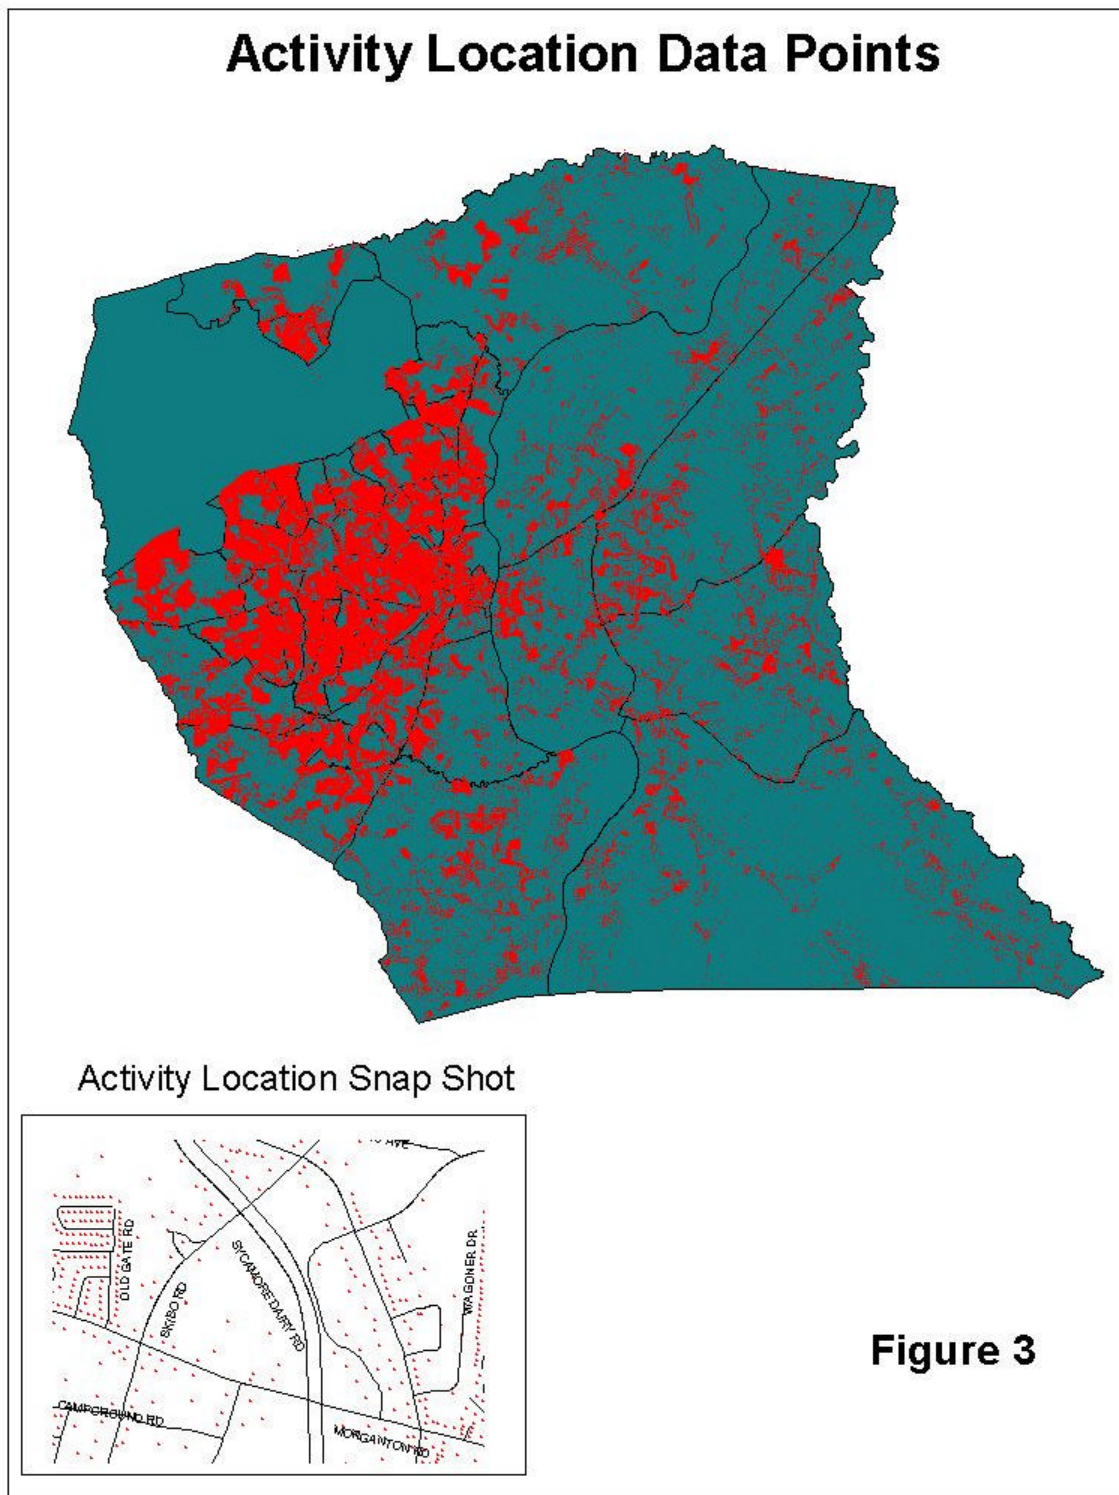 Activity Location Data Points
Activity Location Snap Shot
AVE
OLD GATE RD
SKIBO RD
SYCAMORE DAIRY RD
WAGONER DR
CAMPGROUND RD
MORGANTON RD
Figure 3